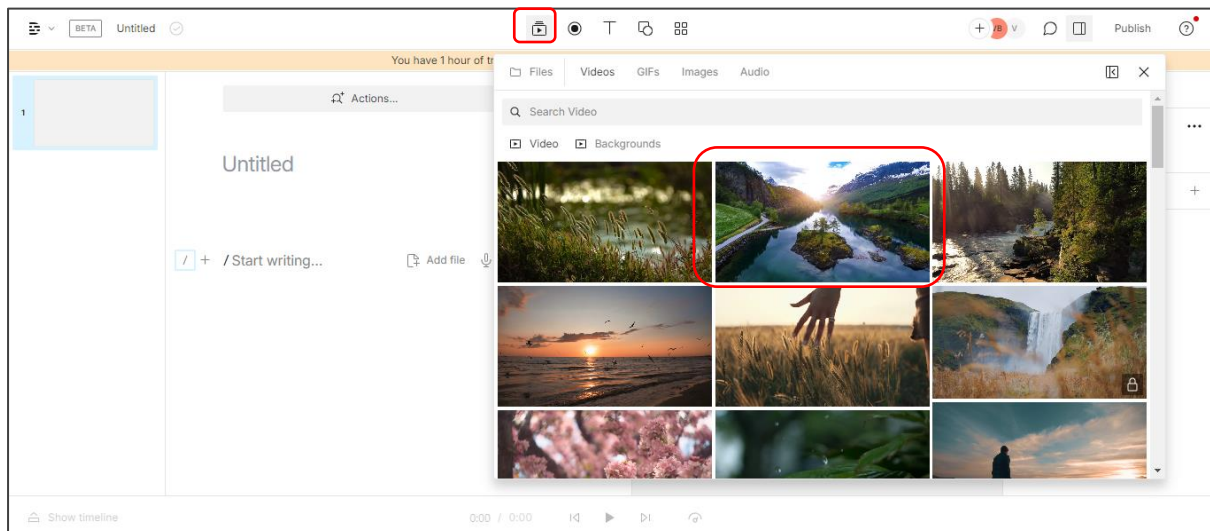 BETA Untitled
/B V
Publish
You have 1 hour of tr
Files Videos GIFs Images Audio
1
Actions...
Search Video
Video Backgrounds
Untitled
/ + / Start writing... Add file
Show timeline
0:00 / 0:00